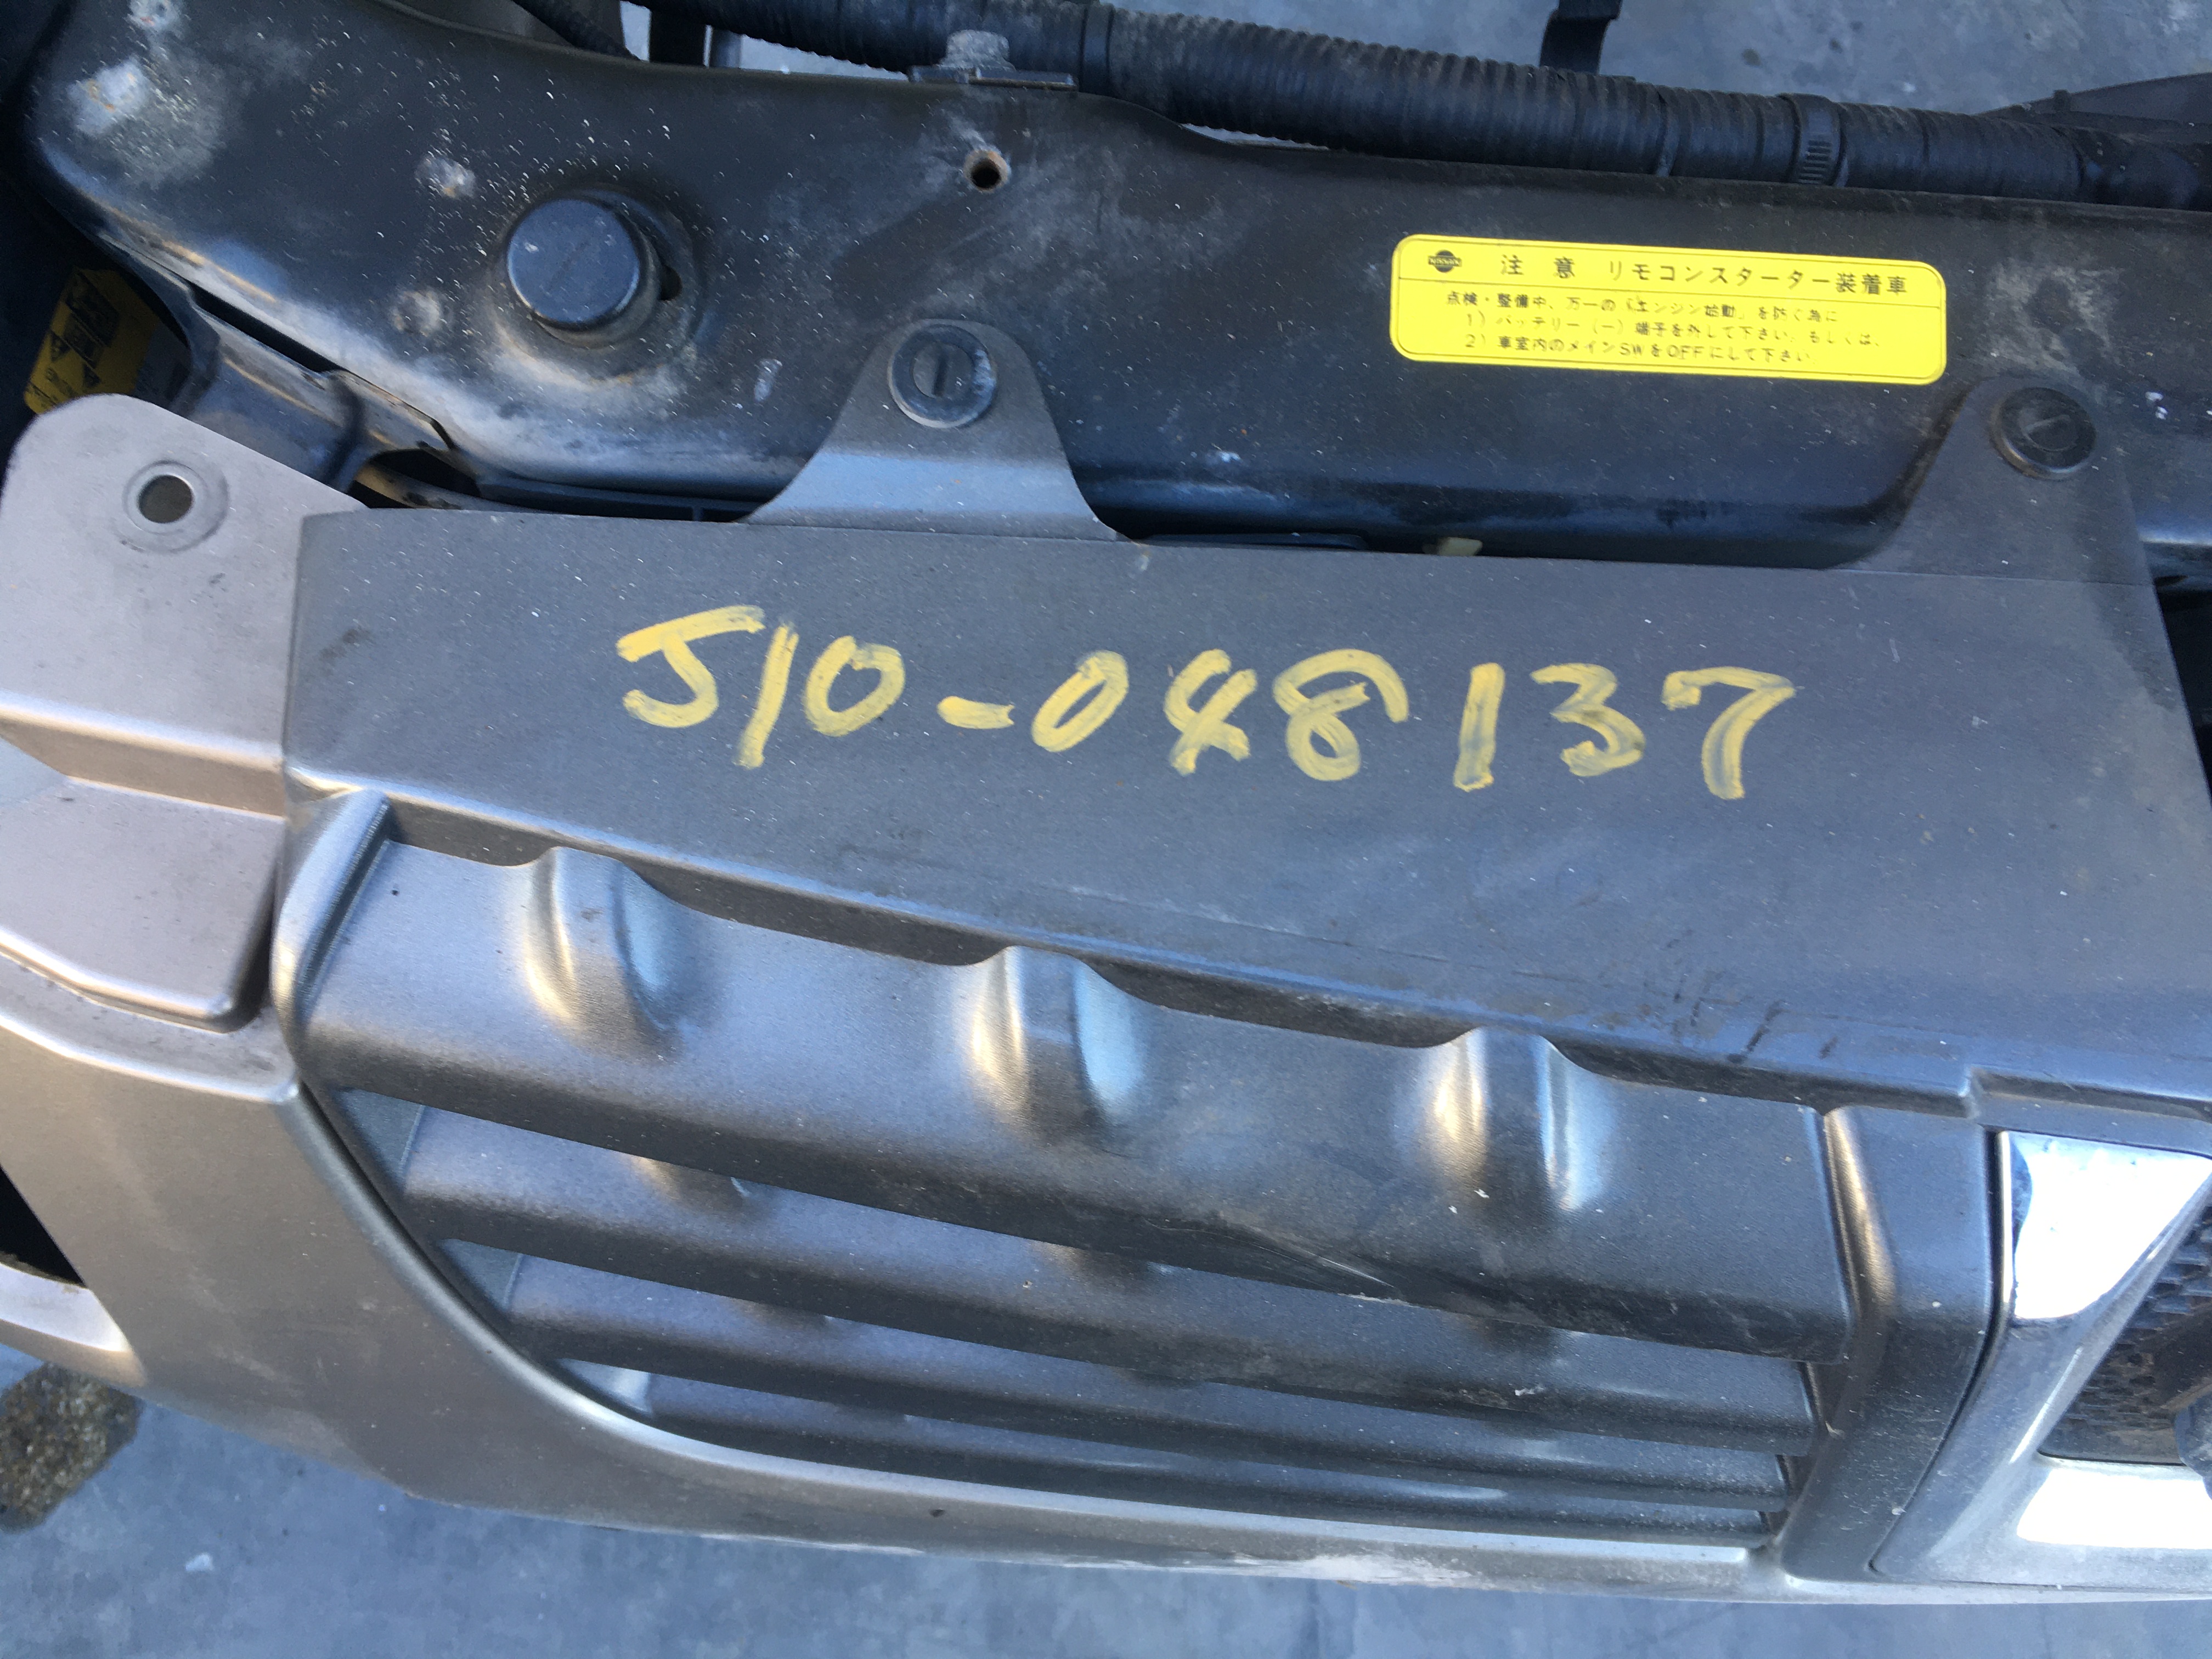 注 意 リモコンスターター装着車
点検・整備中、万一の「エンジン始動」を防ぐ為に
1) バッテリー (−) 端子を外して下さい。もしくは、
2) 車室内のメインSWをOFFにして下さい
J10-048137